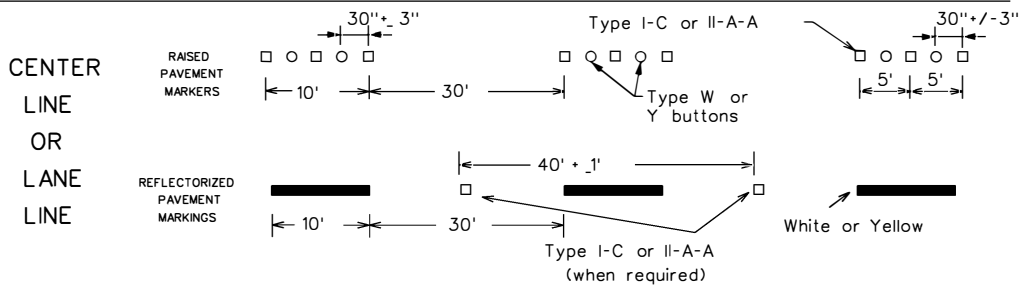 30"+_ 3"
Type I-C or II-A-A
30"+/-3"
CENTER
LINE
OR
LANE
LINE
RAISED
PAVEMENT
MARKERS
10'
30'
Type W or
Y buttons
5'
5'
40' + _1'
REFLECTORIZED
PAVEMENT
MARKINGS
10'
30'
Type I-C or II-A-A
(when required)
White or Yellow